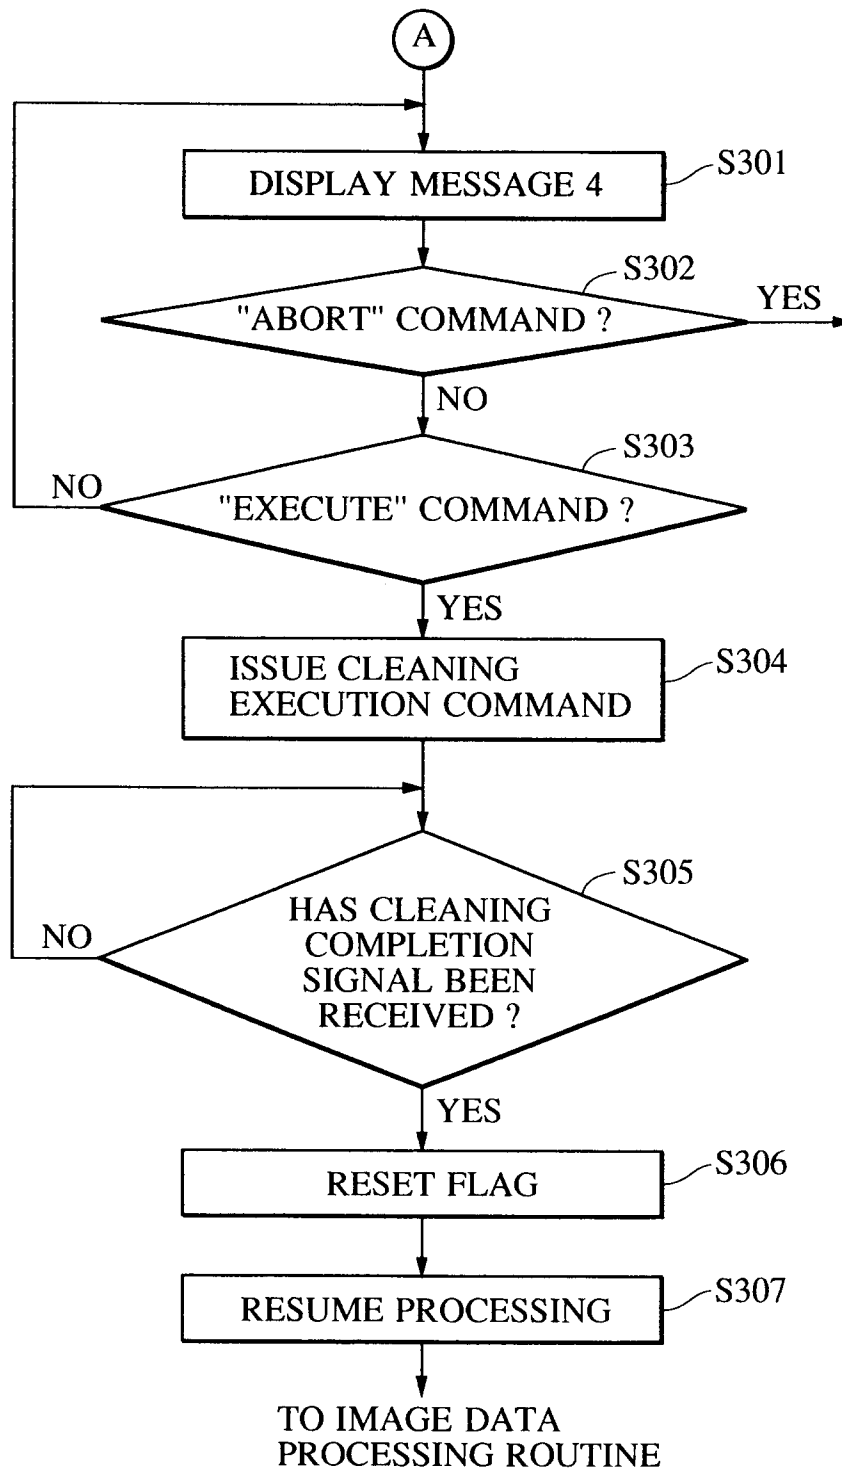 A
DISPLAY MESSAGE 4
S301
S302
"ABORT" COMMAND ?
YES
NO
S303
NO
"EXECUTE" COMMAND ?
YES
ISSUE CLEANING
EXECUTION COMMAND
S304
S305
HAS CLEANING
COMPLETION
SIGNAL BEEN
RECEIVED ?
NO
YES
RESET FLAG
S306
RESUME PROCESSING
S307
TO IMAGE DATA
PROCESSING ROUTINE